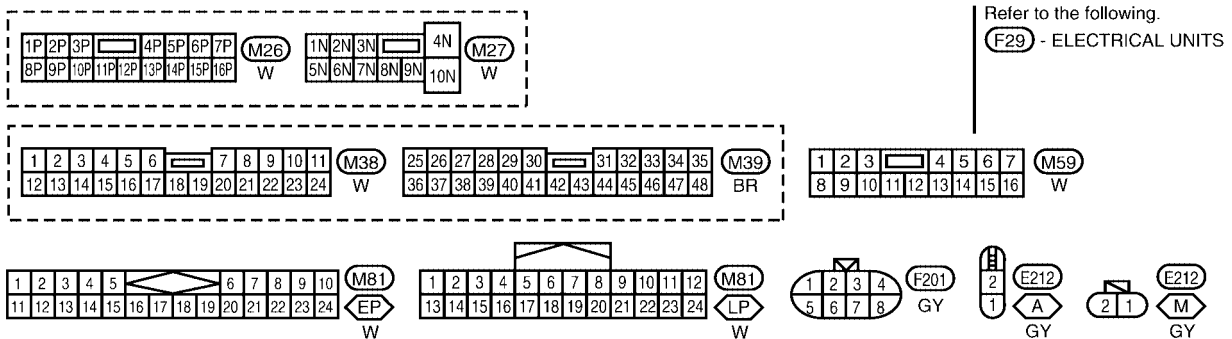 Refer to the following.
F29 - ELECTRICAL UNITS
1P 2P 3P 4P 5P 6P 7P M26
8P 9P 10P 11P 12P 13P 14P 15P 16P W
1N 2N 3N 4N M27
5N 6N 7N 8N 9N 10N W
1 2 3 4 5 6 7 8 9 10 11 M38
12 13 14 15 16 17 18 19 20 21 22 23 24 W
25 26 27 28 29 30 31 32 33 34 35 M39
36 37 38 39 40 41 42 43 44 45 46 47 48 BR
1 2 3 4 5 6 7 M59
8 9 10 11 12 13 14 15 16 W
1 2 3 4 5 6 7 8 9 10 M81
11 12 13 14 15 16 17 18 19 20 21 22 23 24 EP
W
1 2 3 4 5 6 7 8 9 10 11 12 M81
13 14 15 16 17 18 19 20 21 22 23 24 LP
W
1 2 3 4 F201
5 6 7 8 GY
2 E212
1 A
GY
2 1 E212
M
GY